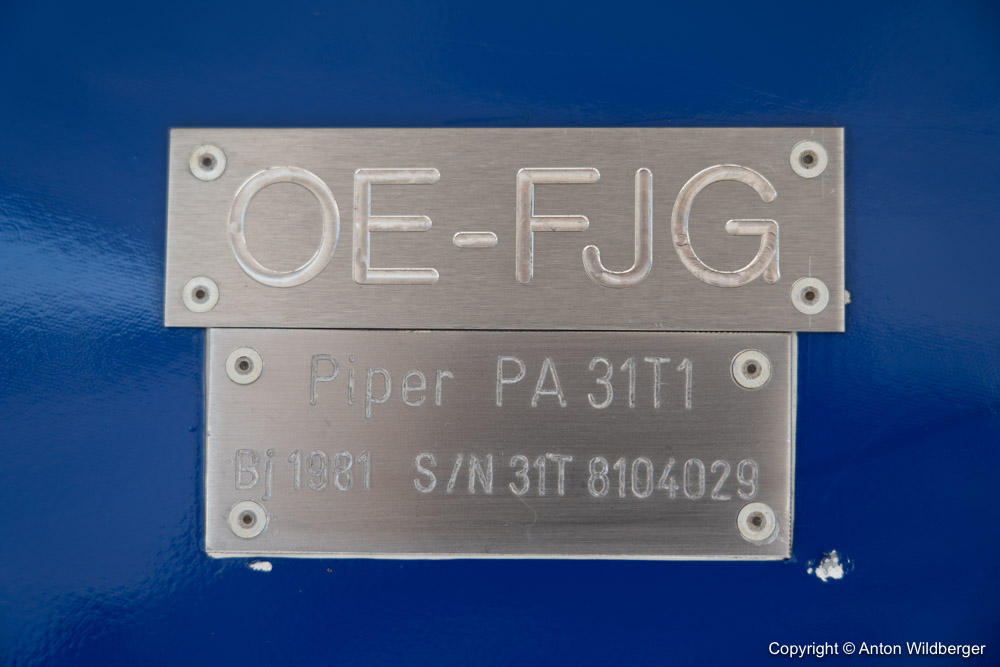 OE-FJG
Piper PA 31T1
Bj 1981 S/N 31T 8104029
Copyright © Anton Wildberger